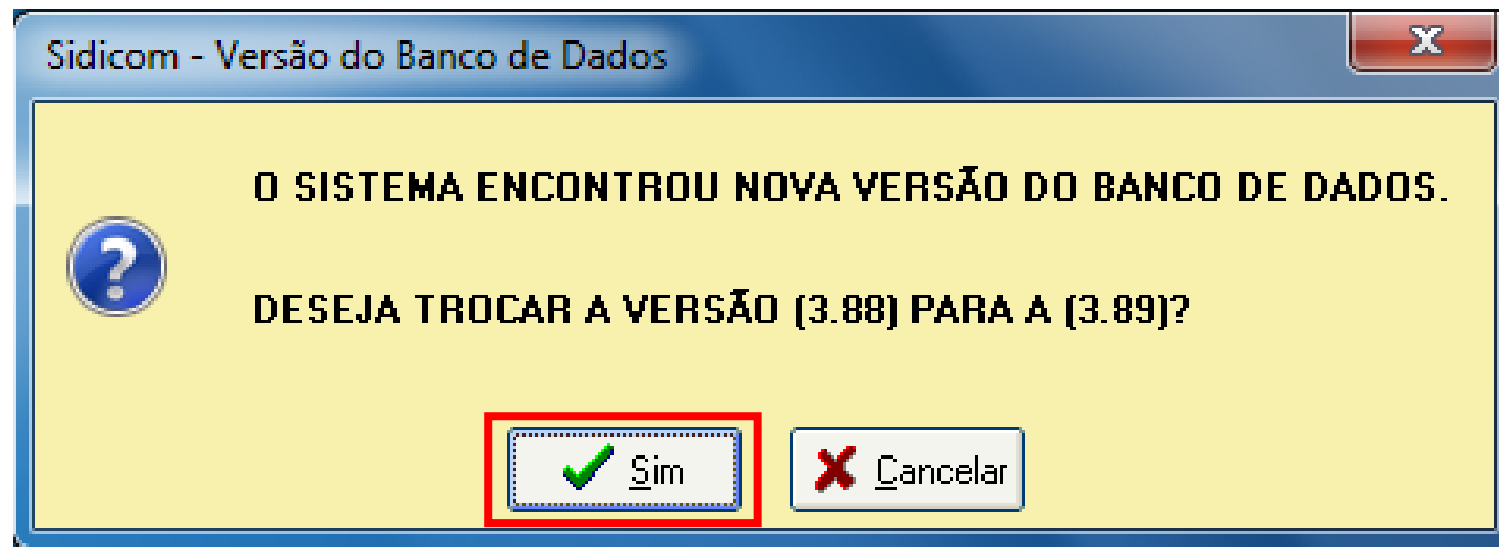 Sidicom - Versão do Banco de Dados
O SISTEMA ENCONTROU NOVA VERSÃO DO BANCO DE DADOS.
DESEJA TROCAR A VERSÃO (3.88) PARA A (3.89)?
Sim
Cancelar